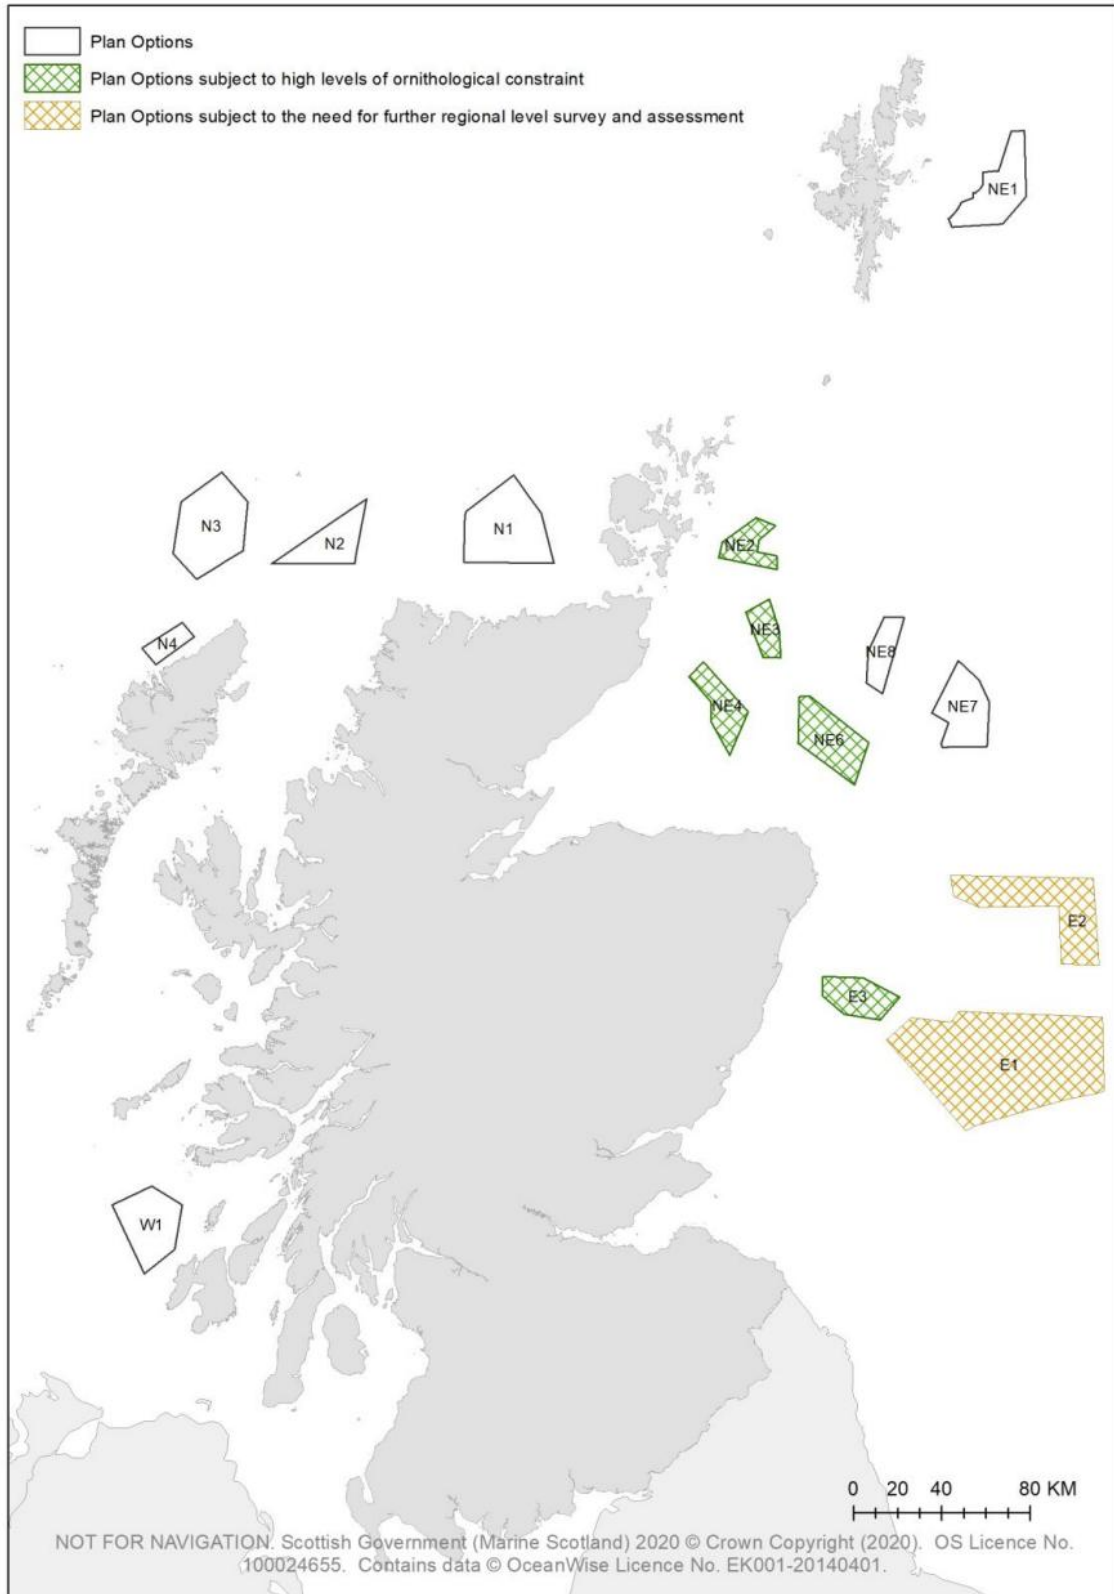 Plan Options
Plan Options subject to high levels of ornithological constraint
Plan Options subject to the need for further regional level survey and assessment
NE1
N3
N2
N1
NE2
N4
NE3
NE8
NE4
NE7
NE6
E2
E3
E1
W1
0 20 40 80 KM
NOT FOR NAVIGATION. Scottish Government (Marine Scotland) 2020 © Crown Copyright (2020). OS Licence No.
100024655. Contains data © OceanWise Licence No. EK001-20140401.